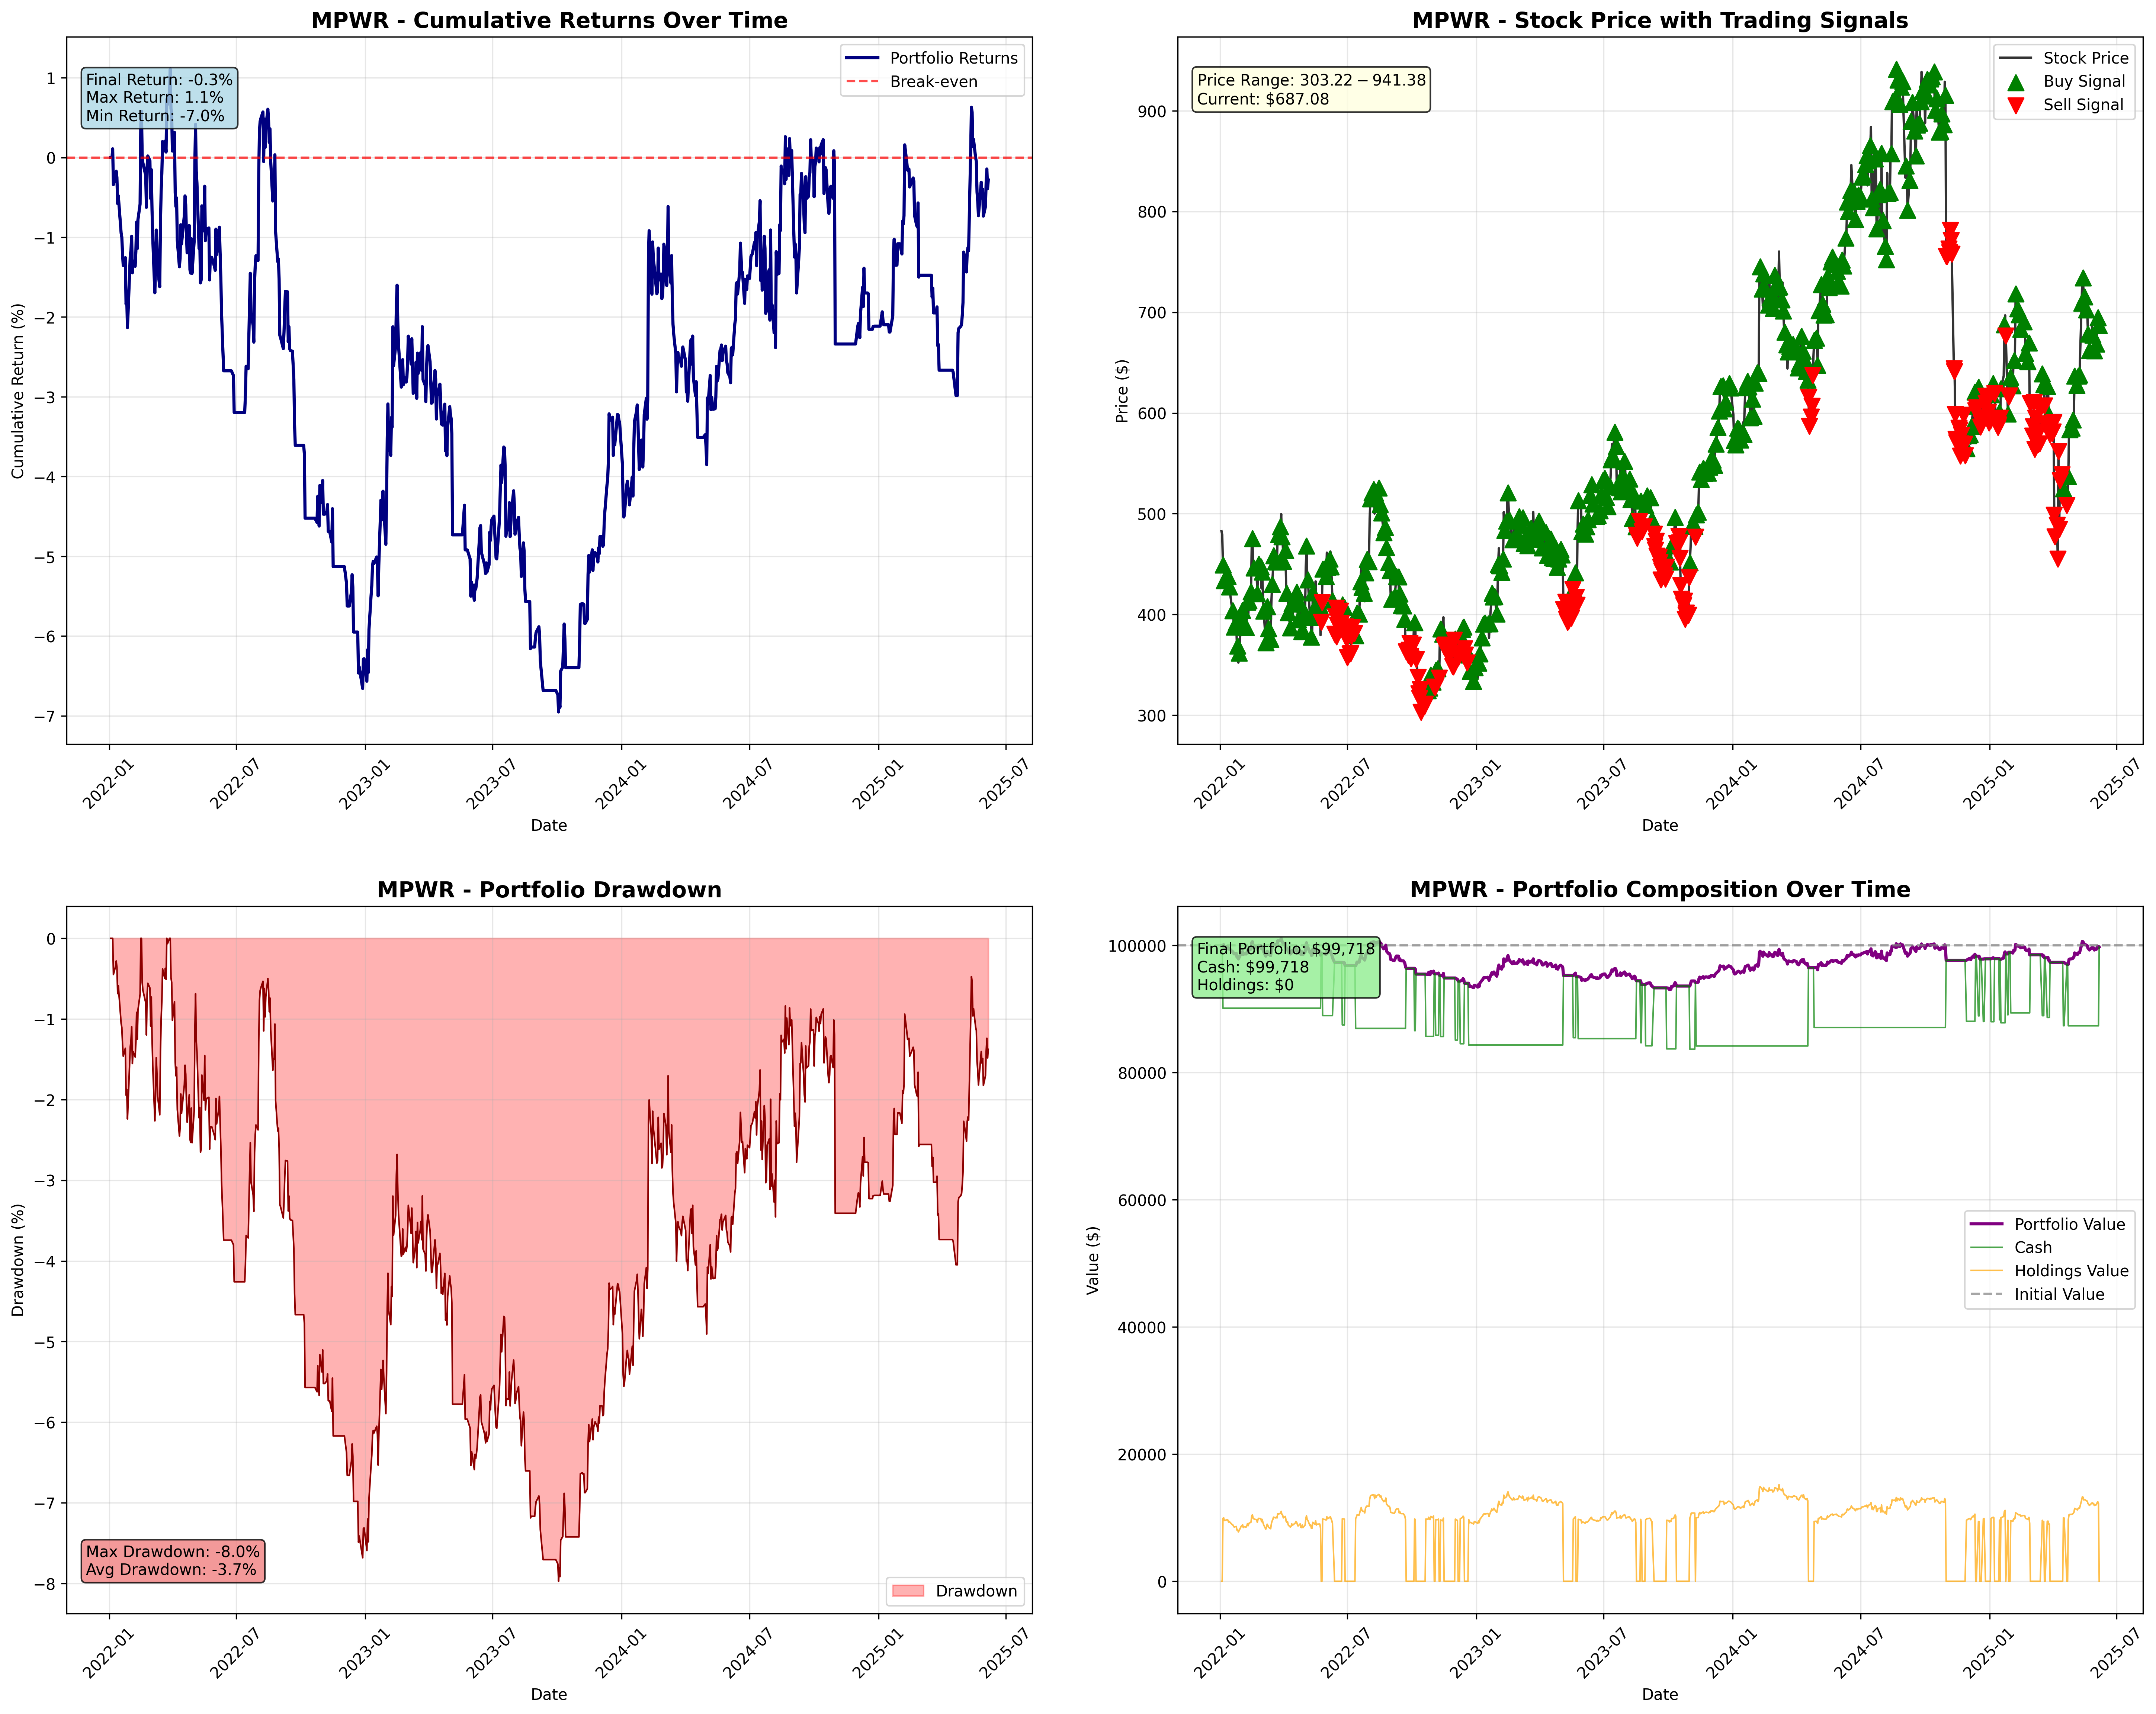 MPWR - Cumulative Returns Over Time
Final Return: -0.3%
Max Return: 1.1%
Min Return: -7.0%
Portfolio Returns
Break-even
Cumulative Return (%)
1
0
−1
−2
−3
−4
−5
−6
−7
2022-01
2022-07
2023-01
2023-07
2024-01
2024-07
2025-01
2025-07
Date
MPWR - Stock Price with Trading Signals
Price Range: 303.22 − 941.38
Current: $687.08
Stock Price
Buy Signal
Sell Signal
Price ($)
900
800
700
600
500
400
300
2022-01
2022-07
2023-01
2023-07
2024-01
2024-07
2025-01
2025-07
Date
MPWR - Portfolio Drawdown
Drawdown (%)
0
−1
−2
−3
−4
−5
−6
−7
−8
Max Drawdown: -8.0%
Avg Drawdown: -3.7%
Drawdown
2022-01
2022-07
2023-01
2023-07
2024-01
2024-07
2025-01
2025-07
Date
MPWR - Portfolio Composition Over Time
Final Portfolio: $99,718
Cash: $99,718
Holdings: $0
Value ($)
100000
80000
60000
40000
20000
0
Portfolio Value
Cash
Holdings Value
Initial Value
2022-01
2022-07
2023-01
2023-07
2024-01
2024-07
2025-01
2025-07
Date